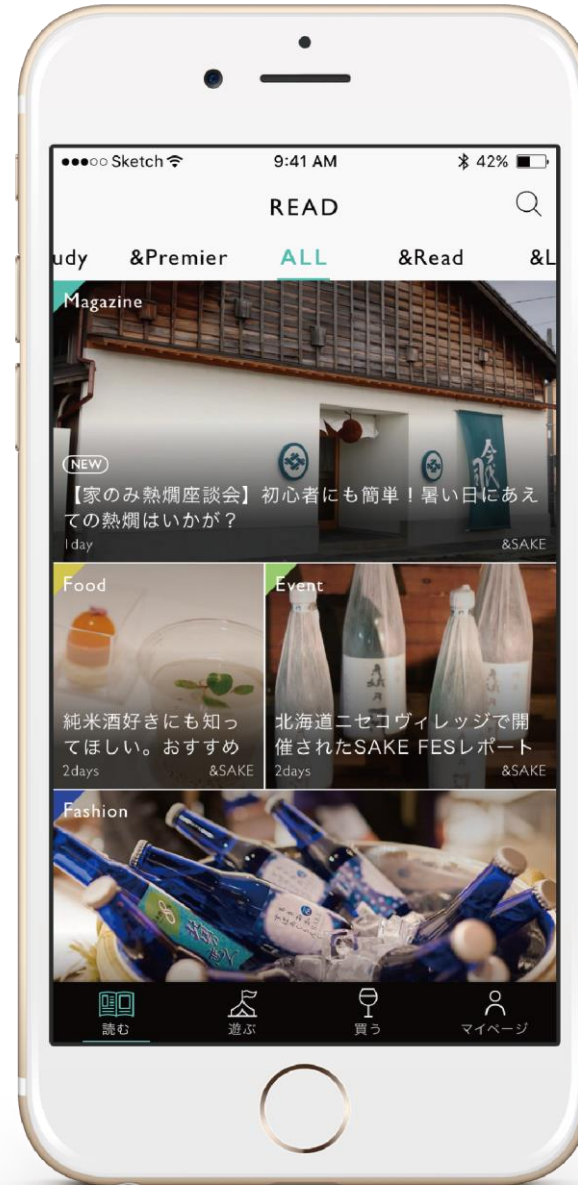 ●●●○○ Sketch 9:41 AM 42%
READ
udy &Premier ALL &Read &L
Magazine
NEW
【家のみ熱燗座談会】初心者にも簡単！暑い日にあえ
ての熱燗はいかが？
1day &SAKE
Food
純米酒好きにも知っ
てほしい。おすすめ
2days &SAKE
Event
北海道ニセコヴィレッジで開
催されたSAKE FESレポート
2days &SAKE
Fashion
読む 遊ぶ 買う マイページ